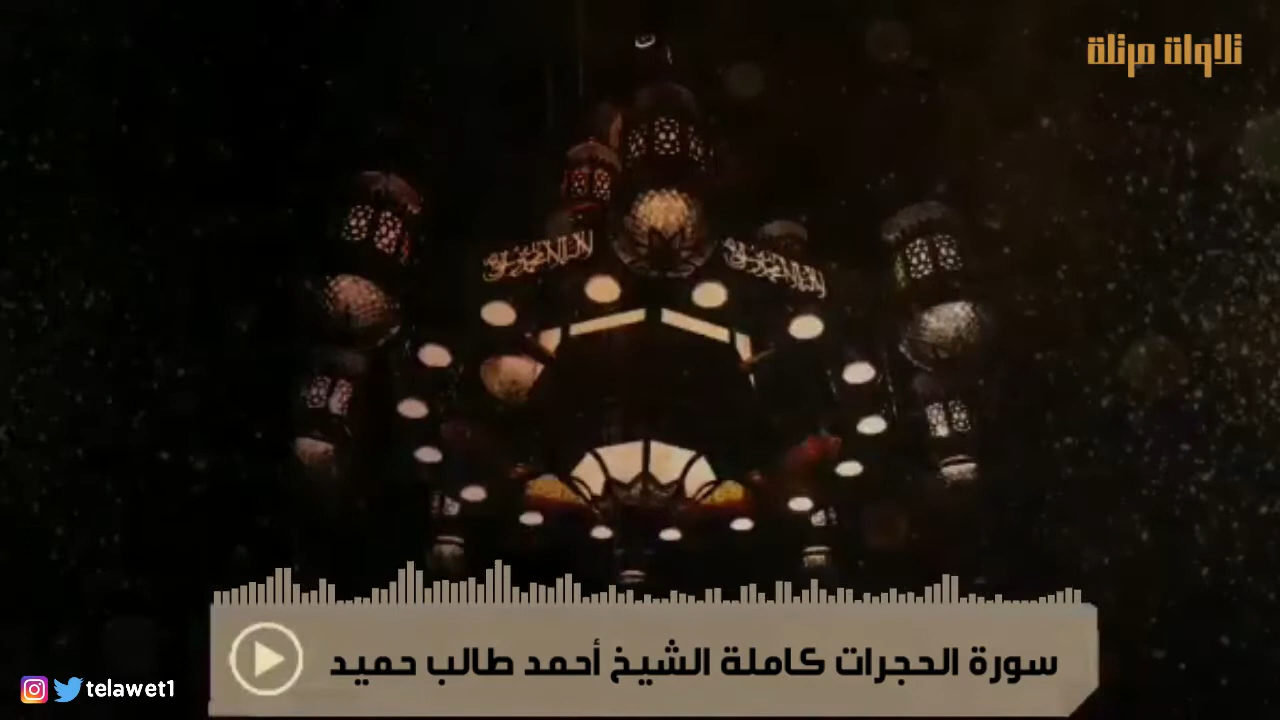 تلاوات مرتلة
سورة الحجرات كاملة الشيخ أحمد طالب حميد
telawet1